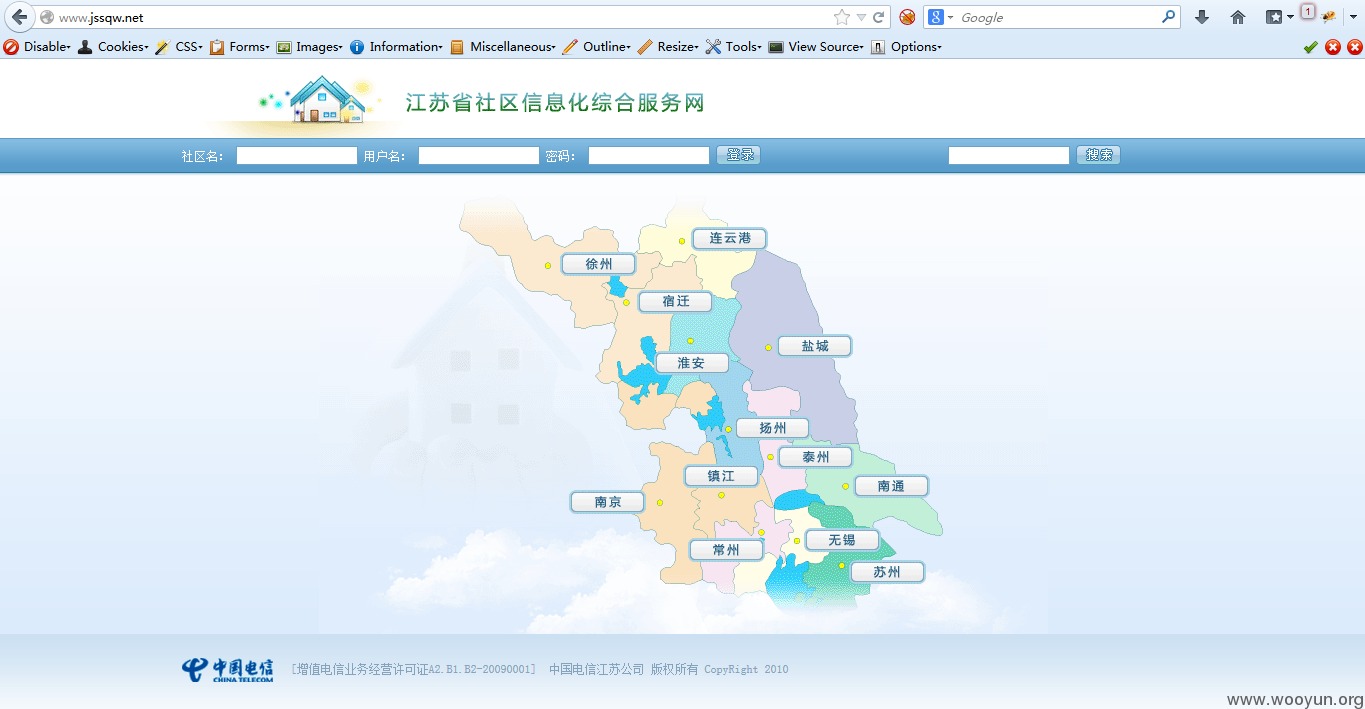 www.jssqw.net
Google
1
Disable Cookies CSS Forms Images Information Miscellaneous Outline Resize Tools View Source Options
江苏省社区信息化综合服务网
社区名: 用户名: 密码: 登录 搜索
连云港
徐州
宿迁
盐城
淮安
扬州
泰州
镇江
南通
南京
无锡
常州
苏州
中国电信 CHINA TELECOM
[增值电信业务经营许可证A2.B1.B2-20090001] 中国电信江苏公司 版权所有 CopyRight 2010
www.wooyun.org